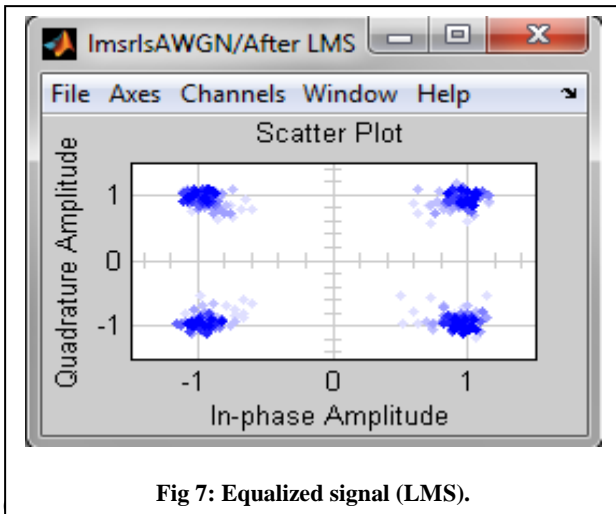 lmsrlsAWGN/After LMS
File Axes Channels Window Help
Scatter Plot
Quadrature Amplitude
1
0
-1
-1 0 1
In-phase Amplitude
Fig 7: Equalized signal (LMS).